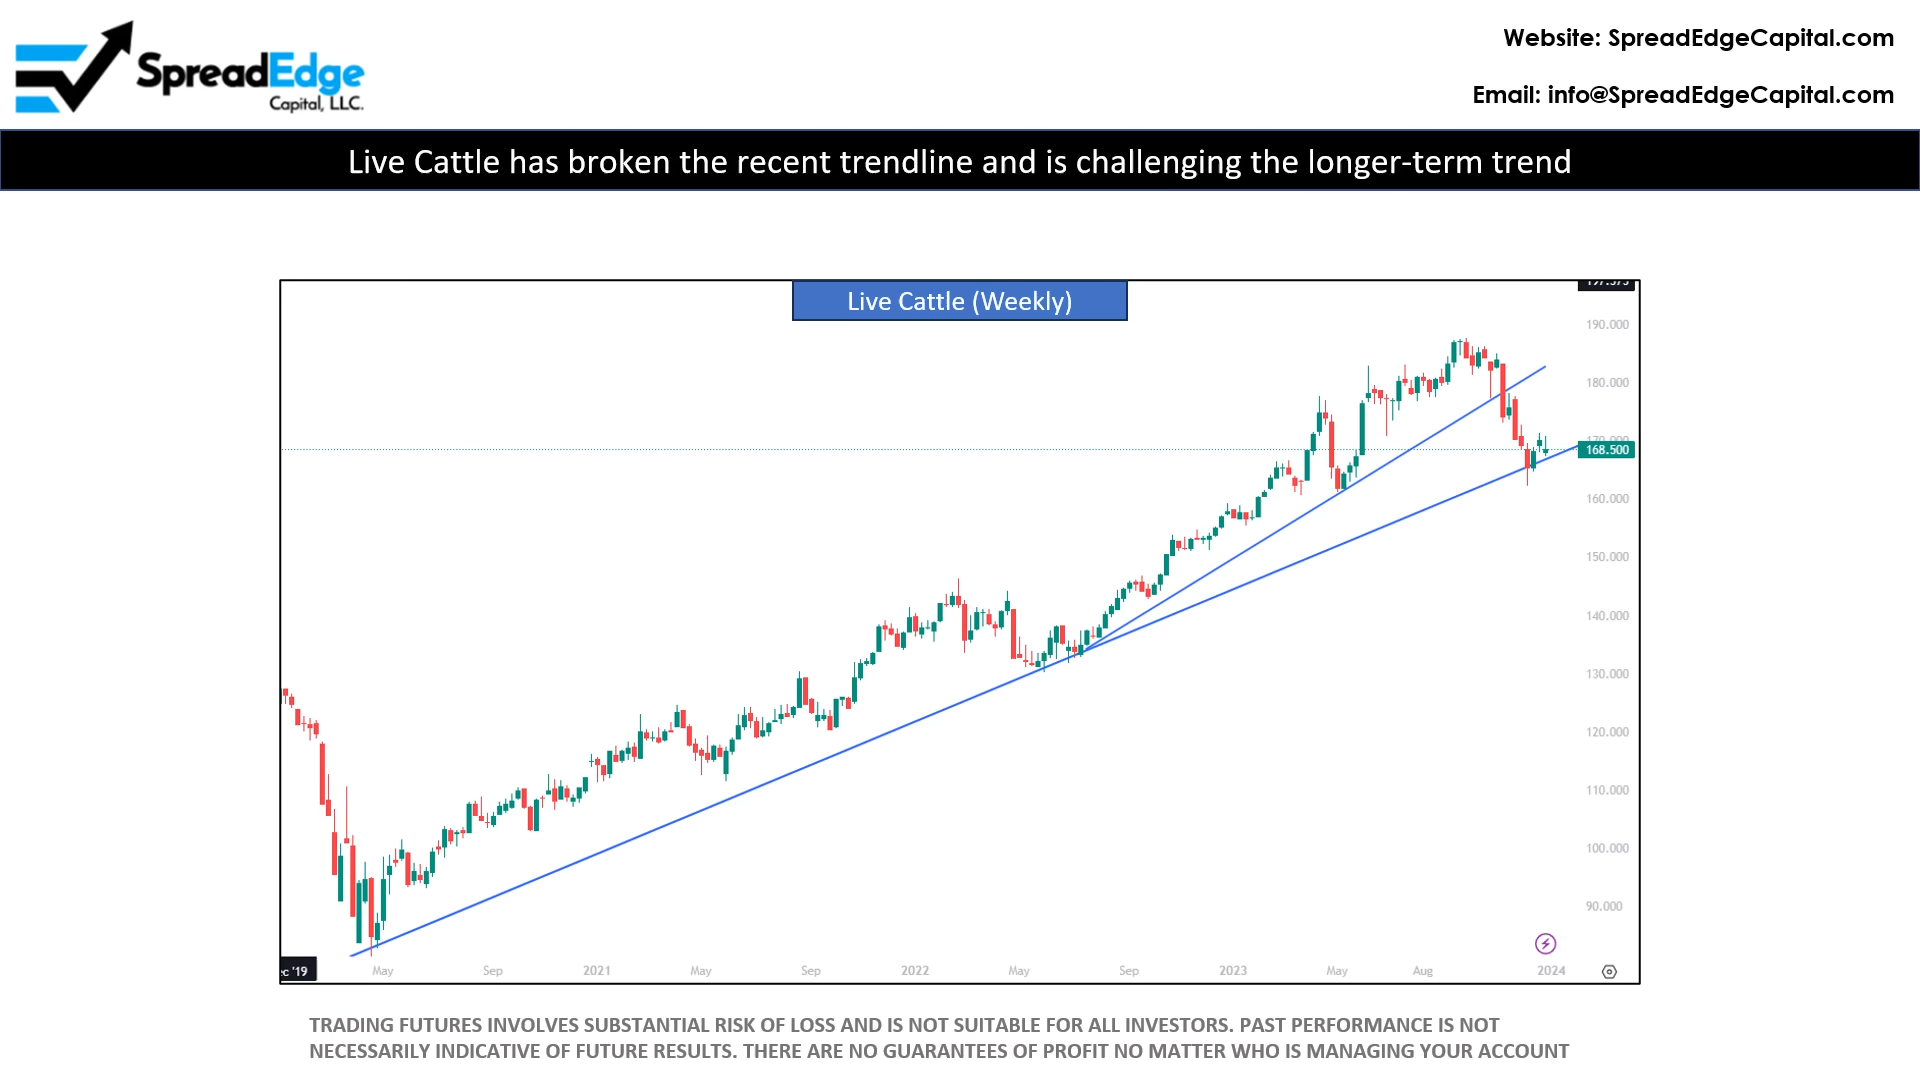 SpreadEdge
Capital, LLC.
Website: SpreadEdgeCapital.com
Email: info@SpreadEdgeCapital.com
Live Cattle has broken the recent trendline and is challenging the longer-term trend
Live Cattle (Weekly)
190.000
180.000
170.000
168.500
160.000
150.000
140.000
130.000
120.000
110.000
100.000
90.000
c '19 May Sep 2021 May Sep 2022 May Sep 2023 May Aug 2024
TRADING FUTURES INVOLVES SUBSTANTIAL RISK OF LOSS AND IS NOT SUITABLE FOR ALL INVESTORS. PAST PERFORMANCE IS NOT
NECESSARILY INDICATIVE OF FUTURE RESULTS. THERE ARE NO GUARANTEES OF PROFIT NO MATTER WHO IS MANAGING YOUR ACCOUNT